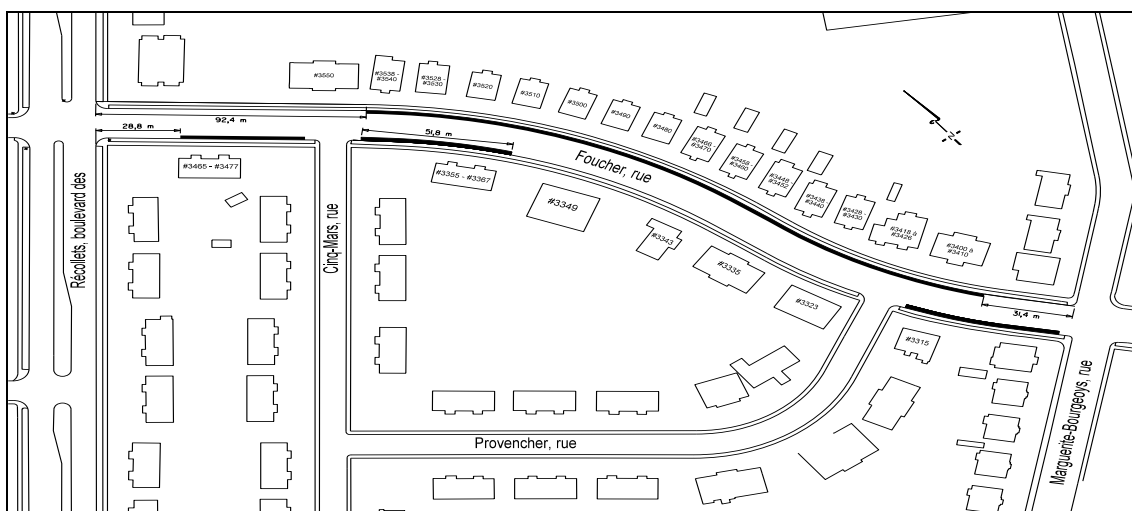 #3550
#3538 -
#3540
#3528 -
#3530
#3520
#3510
#3500
#3490
#3480
#3466 -
#3470
#3458 -
#3460
#3448 -
#3452
#3438 -
#3440
#3428 -
#3430
#3418 à
#3426
#3400 à
#3410
92,4 m
28,8 m
51,8 m
31,4 m
Foucher, rue
#3465 - #3477
#3355 - #3367
#3349
#3343
#3335
#3323
#3315
Récollets, boulevard des
Cinq-Mars, rue
Provencher, rue
Marguerite-Bourgeoys, rue